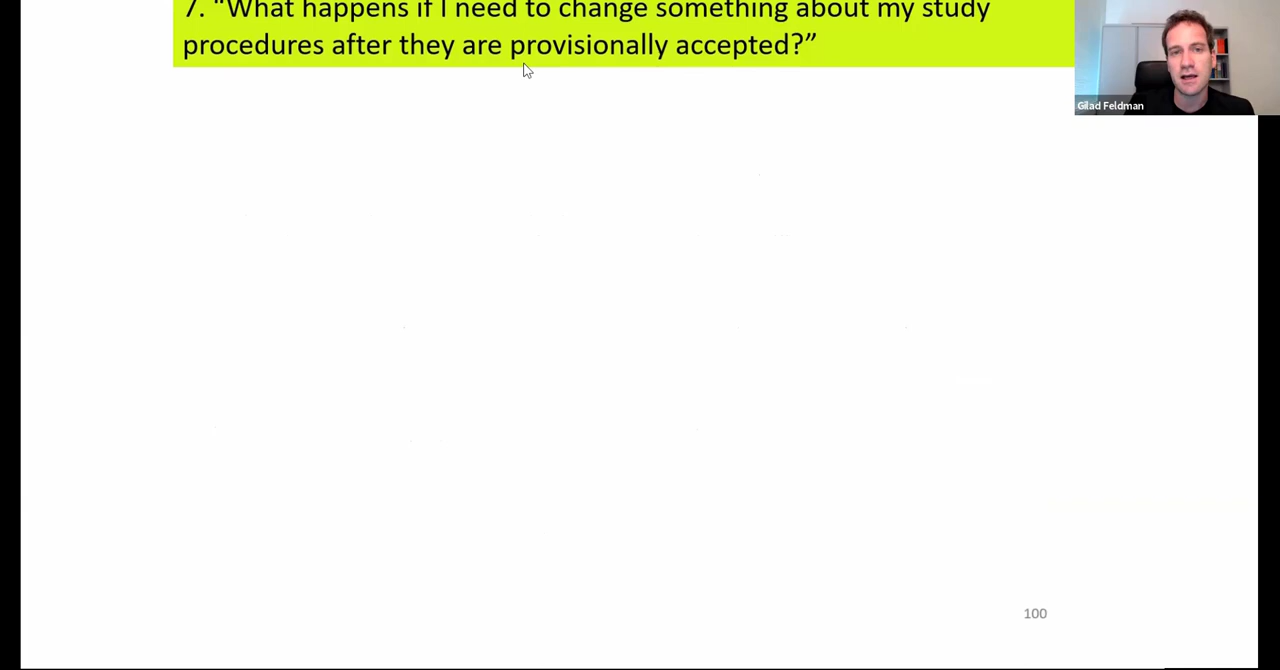 7. “What happens if I need to change something about my study
procedures after they are provisionally accepted?”
Gilad Feldman
100